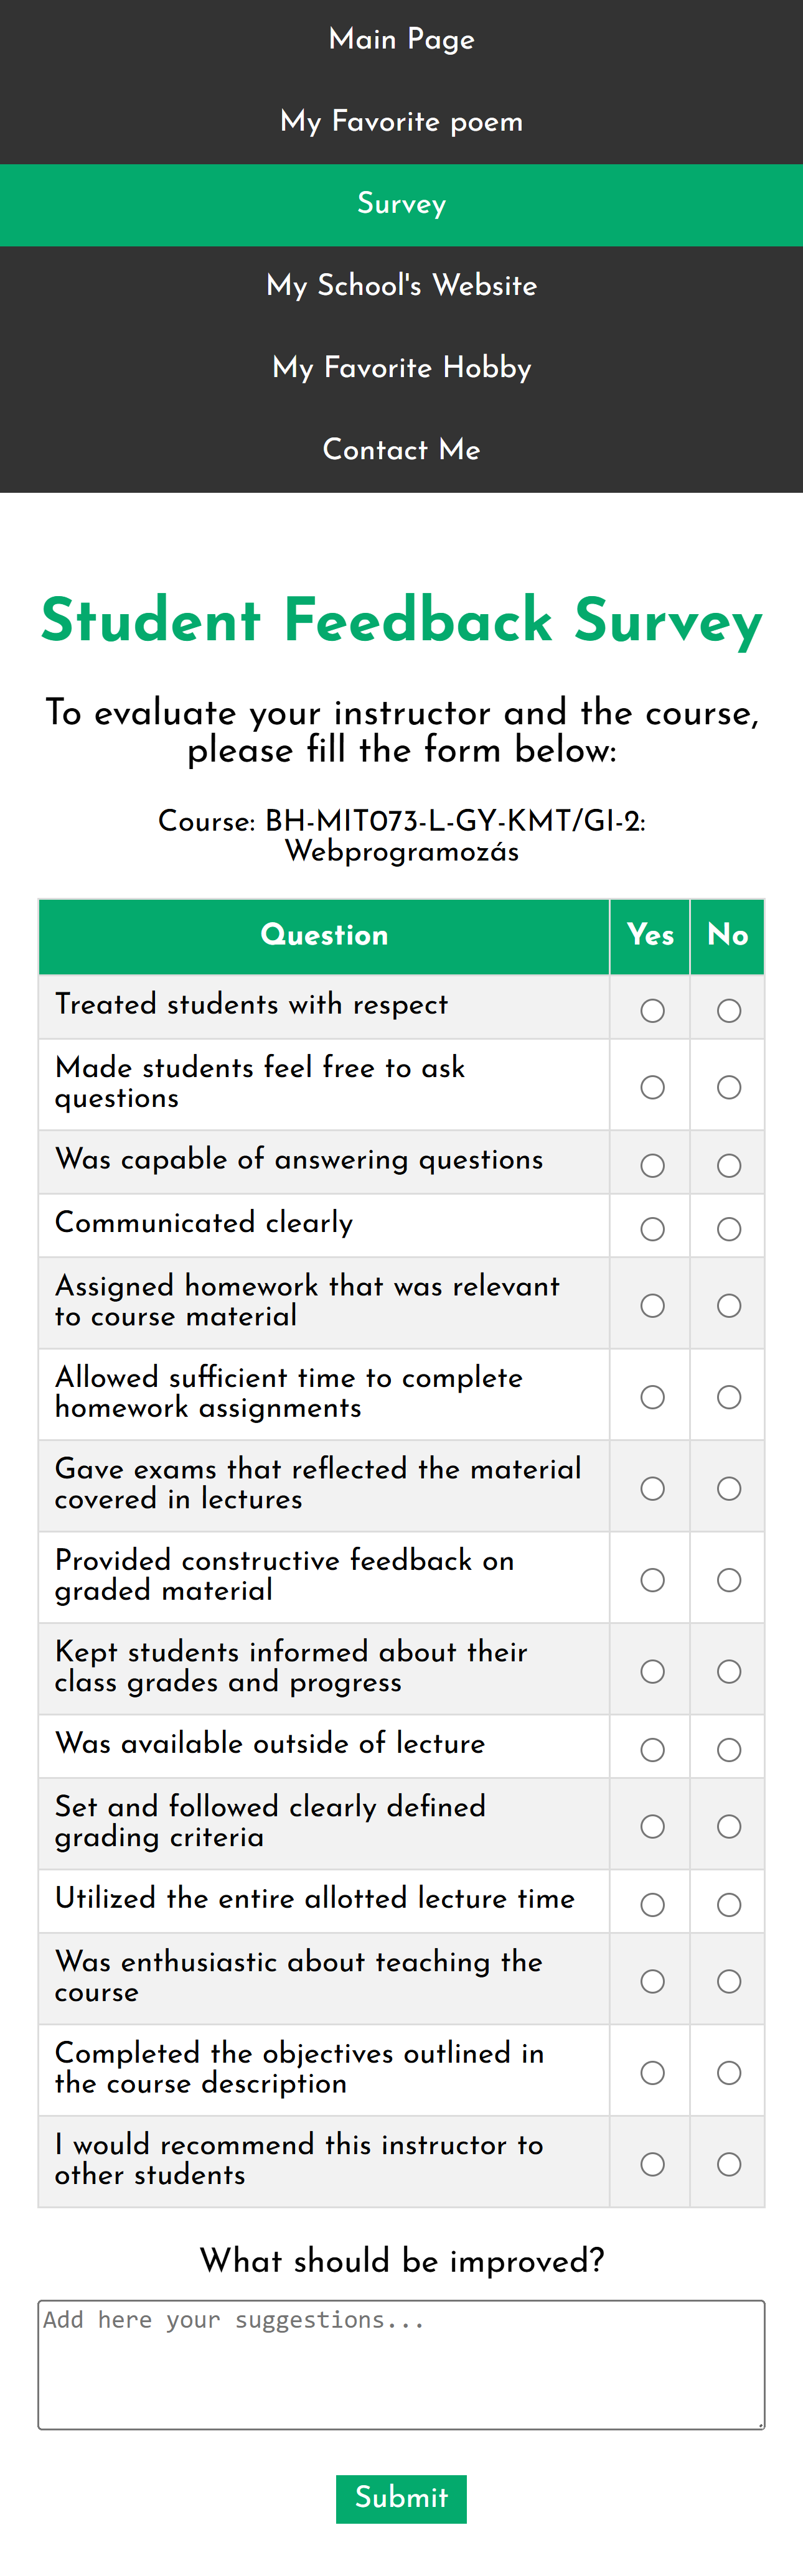 Main Page
My Favorite poem
Survey
My School's Website
My Favorite Hobby
Contact Me
Student Feedback Survey
To evaluate your instructor and the course,
please fill the form below:
Course: BH-MIT073-L-GY-KMT/GI-2:
Webprogramozás
Question Yes No
Treated students with respect
Made students feel free to ask
questions
Was capable of answering questions
Communicated clearly
Assigned homework that was relevant
to course material
Allowed sufficient time to complete
homework assignments
Gave exams that reflected the material
covered in lectures
Provided constructive feedback on
graded material
Kept students informed about their
class grades and progress
Was available outside of lecture
Set and followed clearly defined
grading criteria
Utilized the entire allotted lecture time
Was enthusiastic about teaching the
course
Completed the objectives outlined in
the course description
I would recommend this instructor to
other students
What should be improved?
Add here your suggestions...
Submit